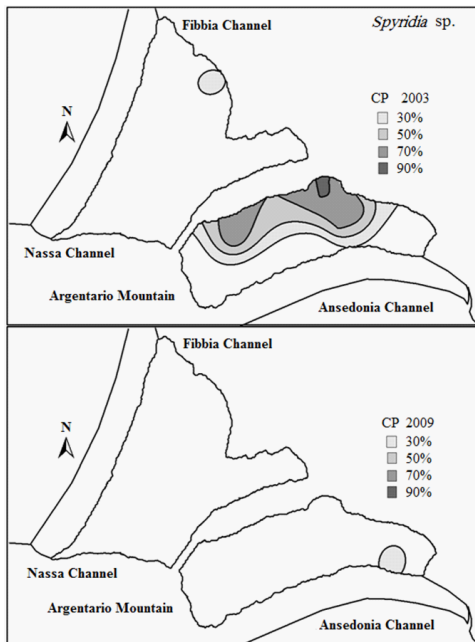 Fibbia Channel
Spyridia sp.
CP 2003
30%
50%
70%
90%
N
Nassa Channel
Argentario Mountain
Ansedonia Channel
Fibbia Channel
CP 2009
30%
50%
70%
90%
N
Nassa Channel
Argentario Mountain
Ansedonia Channel